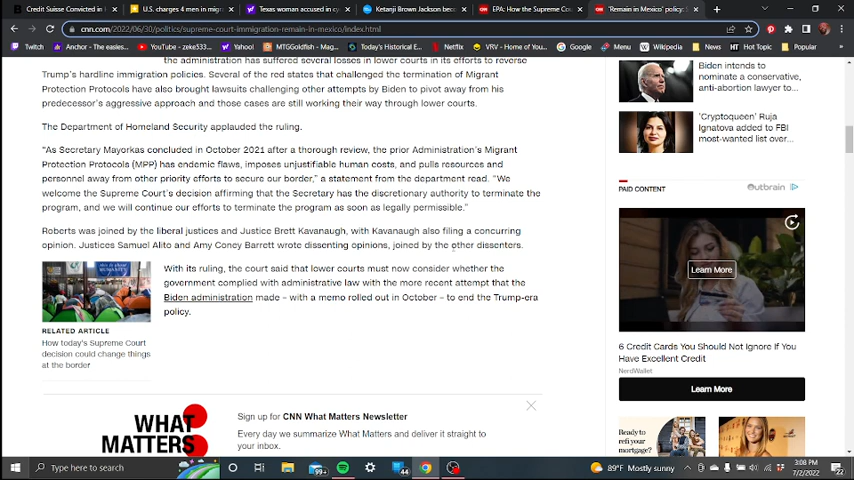 Credit Suisse Convicted in
U.S. charges 4 men in migrant
Texas woman accused in cy
Ketanji Brown Jackson beco
EPA: How the Supreme Cou
'Remain in Mexico' policy: S
cnn.com/2022/06/30/politics/supreme-court-immigration-remain-in-mexico/index.html
Twitch
Anchor - The easies...
YouTube - zeke533...
Yahoo!
MTGGoldfish - Mag...
Today's Historical E...
Netflix
VRV - Home of Your...
Google
Menu
Wikipedia
News
Hot Topic
Popular
the administration has suffered several losses in lower courts in its efforts to reverse
Trump's hardline immigration policies. Several of the red states that challenged the termination of Migrant
Protection Protocols have also brought lawsuits challenging other attempts by Biden to pivot away from his
predecessor's aggressive approach and those cases are still working their way through lower courts.
The Department of Homeland Security applauded the ruling.
"As Secretary Mayorkas concluded in October 2021 after a thorough review, the prior Administration's Migrant
Protection Protocols (MPP) has endemic flaws, imposes unjustifiable human costs, and pulls resources and
personnel away from other priority efforts to secure our border," a statement from the department read. "We
welcome the Supreme Court's decision affirming that the Secretary has the discretionary authority to terminate the
program, and we will continue our efforts to terminate the program as soon as legally permissible."
Roberts was joined by the liberal justices and Justice Brett Kavanaugh, with Kavanaugh also filing a concurring
opinion. Justices Samuel Alito and Amy Coney Barrett wrote dissenting opinions, joined by the other dissenters.
With its ruling, the court said that lower courts must now consider whether the
government complied with administrative law with the more recent attempt that the
Biden administration made – with a memo rolled out in October – to end the Trump-era
policy.
RELATED ARTICLE
How today's Supreme Court
decision could change things
at the border
WHAT
MATTERS
Sign up for CNN What Matters Newsletter
Every day we summarize What Matters and deliver it straight to
your inbox.
Biden intends to
nominate a conservative,
anti-abortion lawyer to...
'Cryptoqueen' Ruja
Ignatova added to FBI
most-wanted list over...
PAID CONTENT
Outbrain
Learn More
6 Credit Cards You Should Not Ignore If You
Have Excellent Credit
NerdWallet
Learn More
Ready to
refi your
mortgage?
Type here to search
99+
44
89°F Mostly sunny
3:08 PM
7/2/2022
22